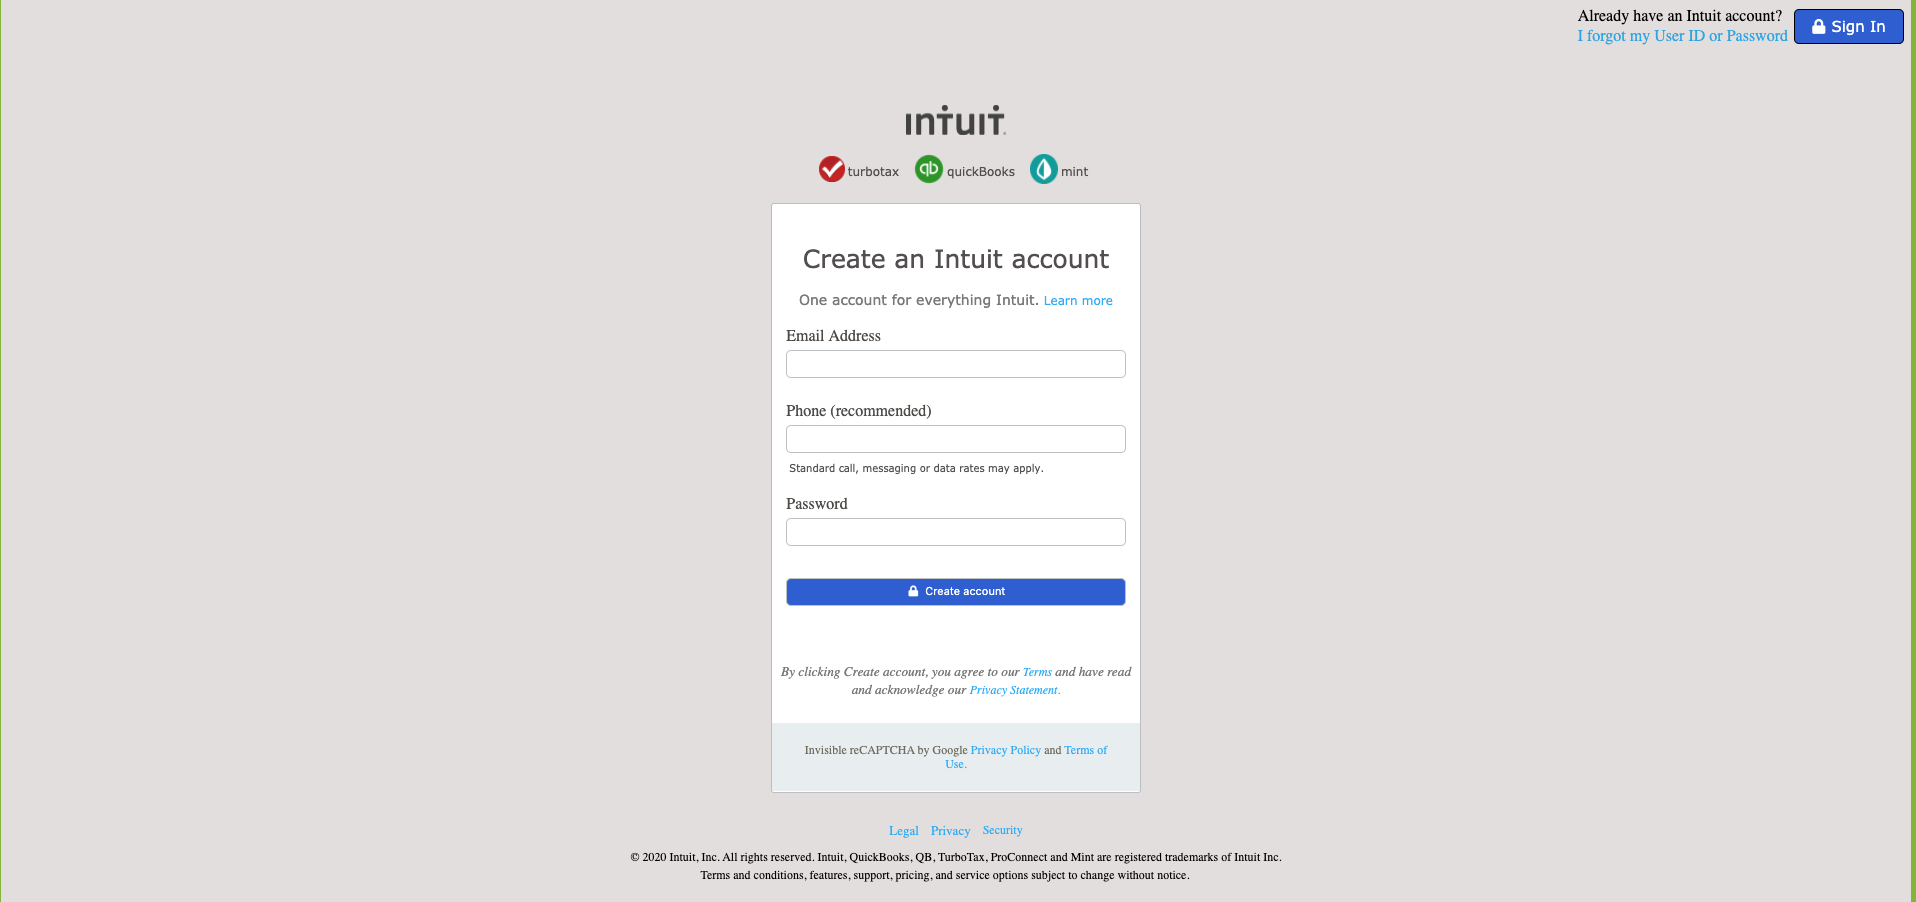 Already have an Intuit account?
I forgot my User ID or Password
Sign In
intuit.
turbotax
qb
quickBooks
mint
Create an Intuit account
One account for everything Intuit. Learn more
Email Address
Phone (recommended)
Standard call, messaging or data rates may apply.
Password
Create account
By clicking Create account, you agree to our Terms and have read
and acknowledge our Privacy Statement.
Invisible reCAPTCHA by Google Privacy Policy and Terms of
Use.
Legal Privacy Security
© 2020 Intuit, Inc. All rights reserved. Intuit, QuickBooks, QB, TurboTax, ProConnect and Mint are registered trademarks of Intuit Inc.
Terms and conditions, features, support, pricing, and service options subject to change without notice.